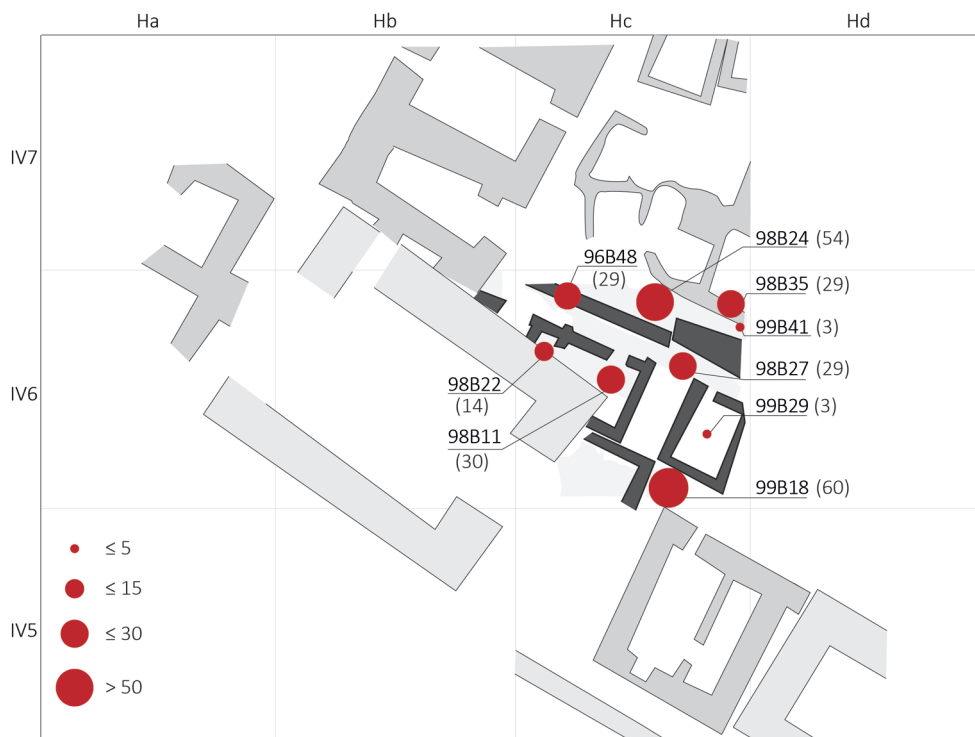 Ha Hb Hc Hd
IV7
98B24 (54)
96B48
(29)
98B35 (29)
99B41 (3)
98B27 (29)
IV6
98B22
(14)
99B29 (3)
98B11
(30)
99B18 (60)
≤ 5
≤ 15
≤ 30
IV5
> 50